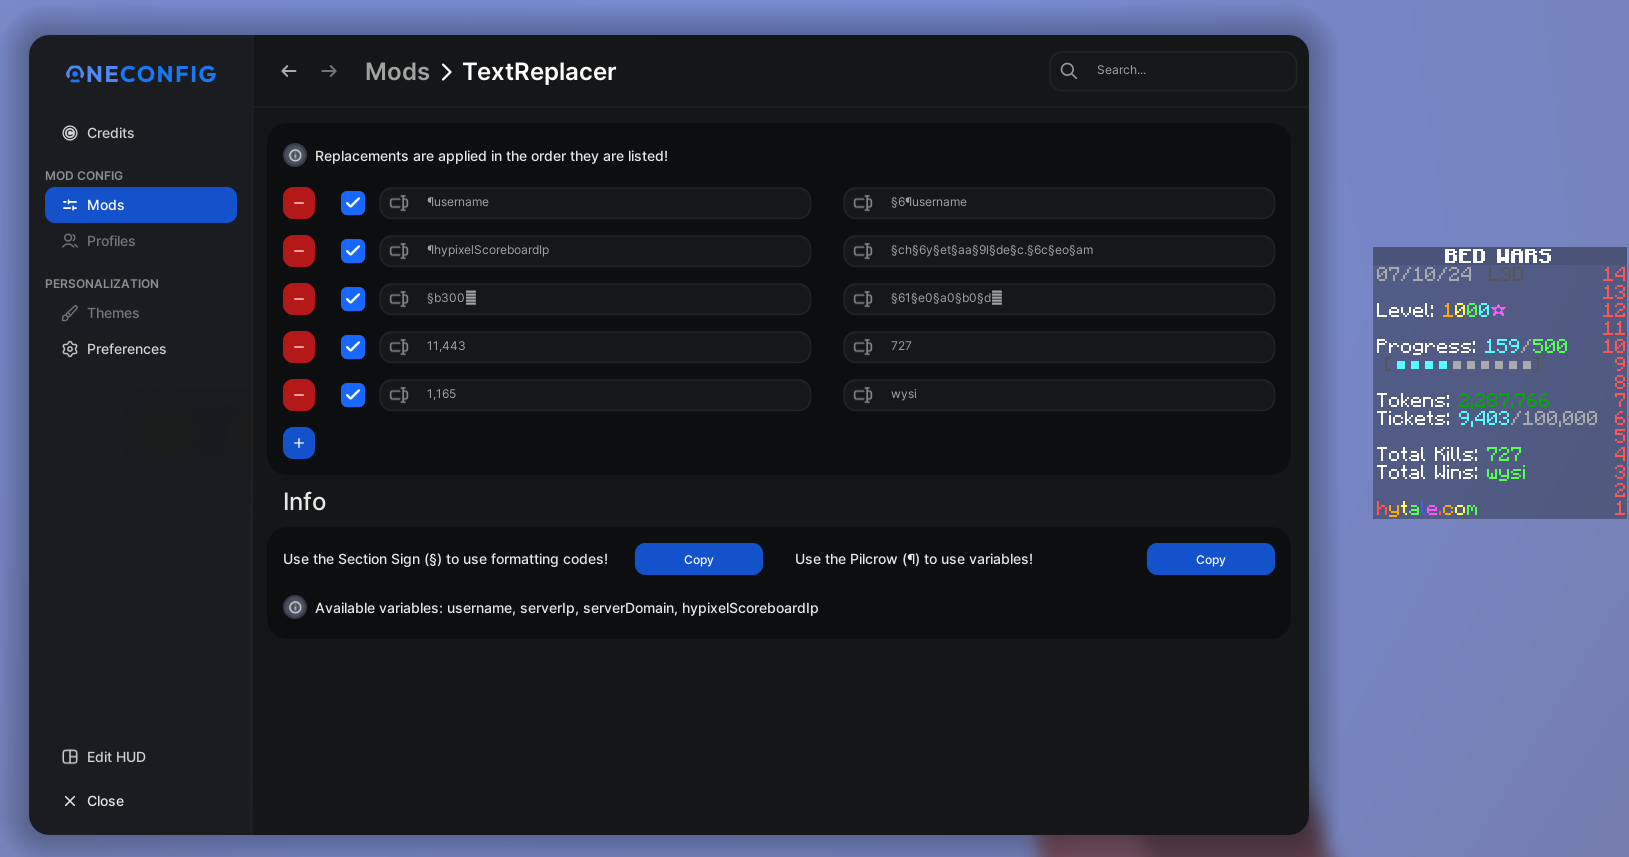 ONECONFIG
Mods > TextReplacer
Search...
Credits
MOD CONFIG
Mods
Profiles
PERSONALIZATION
Themes
Preferences
Edit HUD
Close
Replacements are applied in the order they are listed!
¶username §6¶username
¶hypixelScoreboardIp §ch§6y§et§aa§9l§de§c.§6c§eo§am
§b300 §61§e0§a0§b0§d
11,443 727
1,165 wysi
Info
Use the Section Sign (§) to use formatting codes! Copy
Use the Pilcrow (¶) to use variables! Copy
Available variables: username, serverIp, serverDomain, hypixelScoreboardIp
BED WARS
07/10/24 L3D 14
13
Level: 1000☆ 12
11
Progress: 159/500 10
[■■■■■■■■■■] 9
8
Tokens: 2,287,766 7
Tickets: 9,403/100,000 6
5
Total Kills: 727 4
Total Wins: wysi 3
2
hytale.com 1